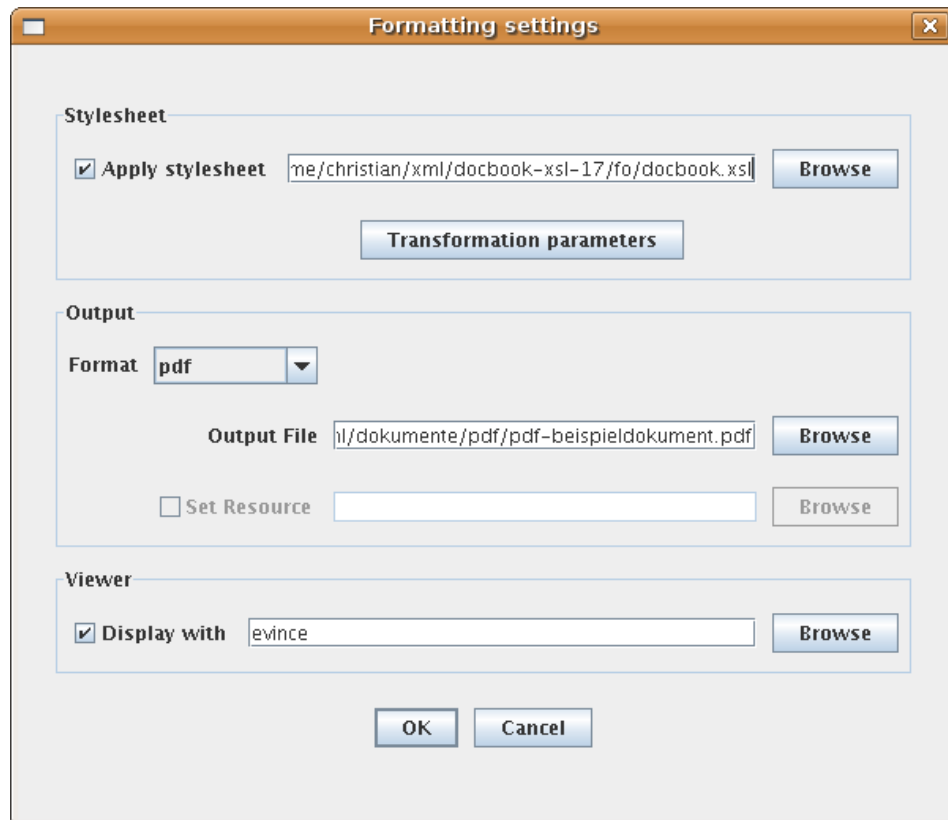 Formatting settings
Stylesheet
Apply stylesheet me/christian/xml/docbook-xsl-17/fo/docbook.xsl Browse
Transformation parameters
Output
Format pdf
Output File /dokumente/pdf/pdf-beispieldokument.pdf Browse
Set Resource Browse
Viewer
Display with evince Browse
OK Cancel